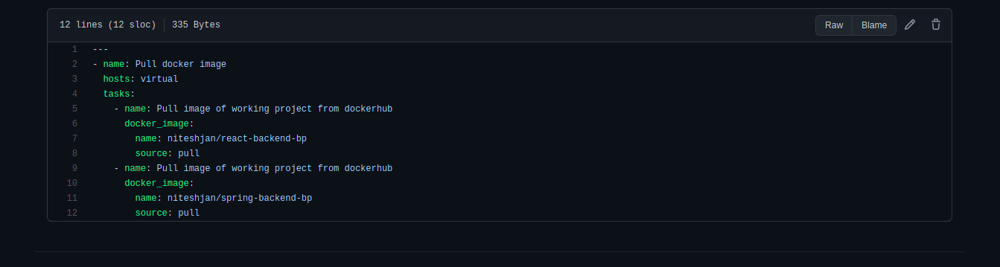 12 lines (12 sloc) | 335 Bytes Raw Blame
1 ---
2 - name: Pull docker image
3   hosts: virtual
4   tasks:
5     - name: Pull image of working project from dockerhub
6       docker_image:
7         name: niteshjan/react-backend-bp
8         source: pull
9     - name: Pull image of working project from dockerhub
10       docker_image:
11         name: niteshjan/spring-backend-bp
12         source: pull